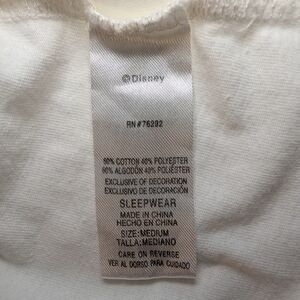 ©Disney
RN#76292
60% COTTON 40% POLYESTER
60% ALGODÓN 40% POLIÉSTER
EXCLUSIVE OF DECORATION
EXCLUSIVO DE DECORACIÓN
SLEEPWEAR
MADE IN CHINA
HECHO EN CHINA
SIZE:MEDIUM
TALLA:MEDIANO
CARE ON REVERSE
VER AL DORSO PARA CUIDADO